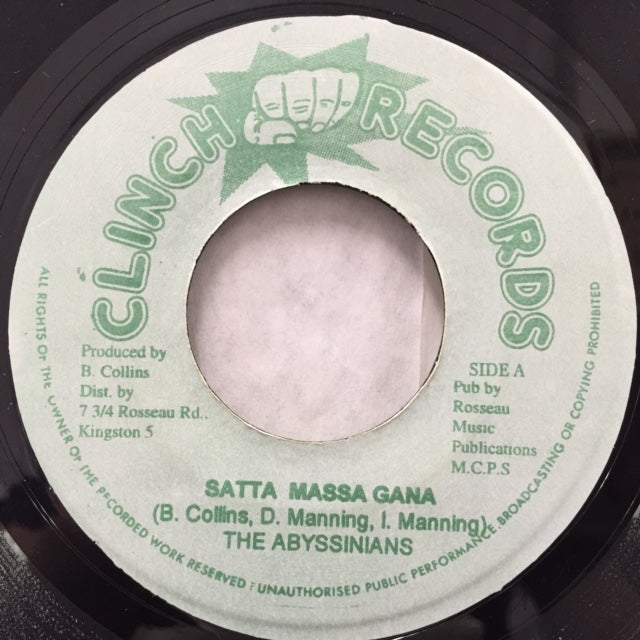 CLINCH RECORDS
Produced by
B. Collins
Dist. by
7 3/4 Rosseau Rd..
Kingston 5
SIDE A
Pub by
Rosseau
Music
Publications
M.C.P.S
SATTA MASSA GANA
(B. Collins, D. Manning, I. Manning)
THE ABYSSINIANS
ALL RIGHTS OF THE OWNER OF THE RECORDED WORK RESERVED : UNAUTHORISED PUBLIC PERFORMANCE. BROADCASTING OR COPYING PROHIBITED